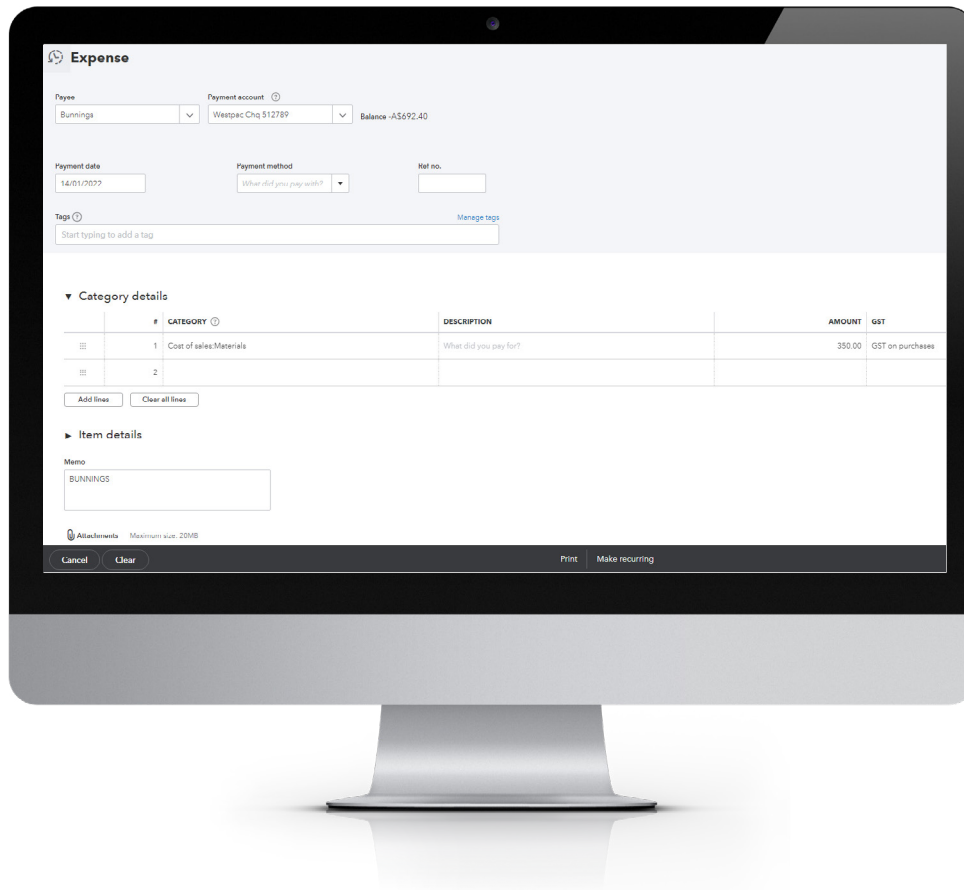 Expense
Payee Payment account
Bunnings Westpac Chq 512789 Balance -A$692.40
Payment date Payment method Ref no.
14/01/2022 What did you pay with?
Tags Manage tags
Start typing to add a tag
Category details
# CATEGORY DESCRIPTION AMOUNT GST
1 Cost of sales:Materials What did you pay for? 350.00 GST on purchases
2
Add lines Clear all lines
Item details
Memo
BUNNINGS
Attachments Maximum size: 20MB
Cancel Clear Print Make recurring